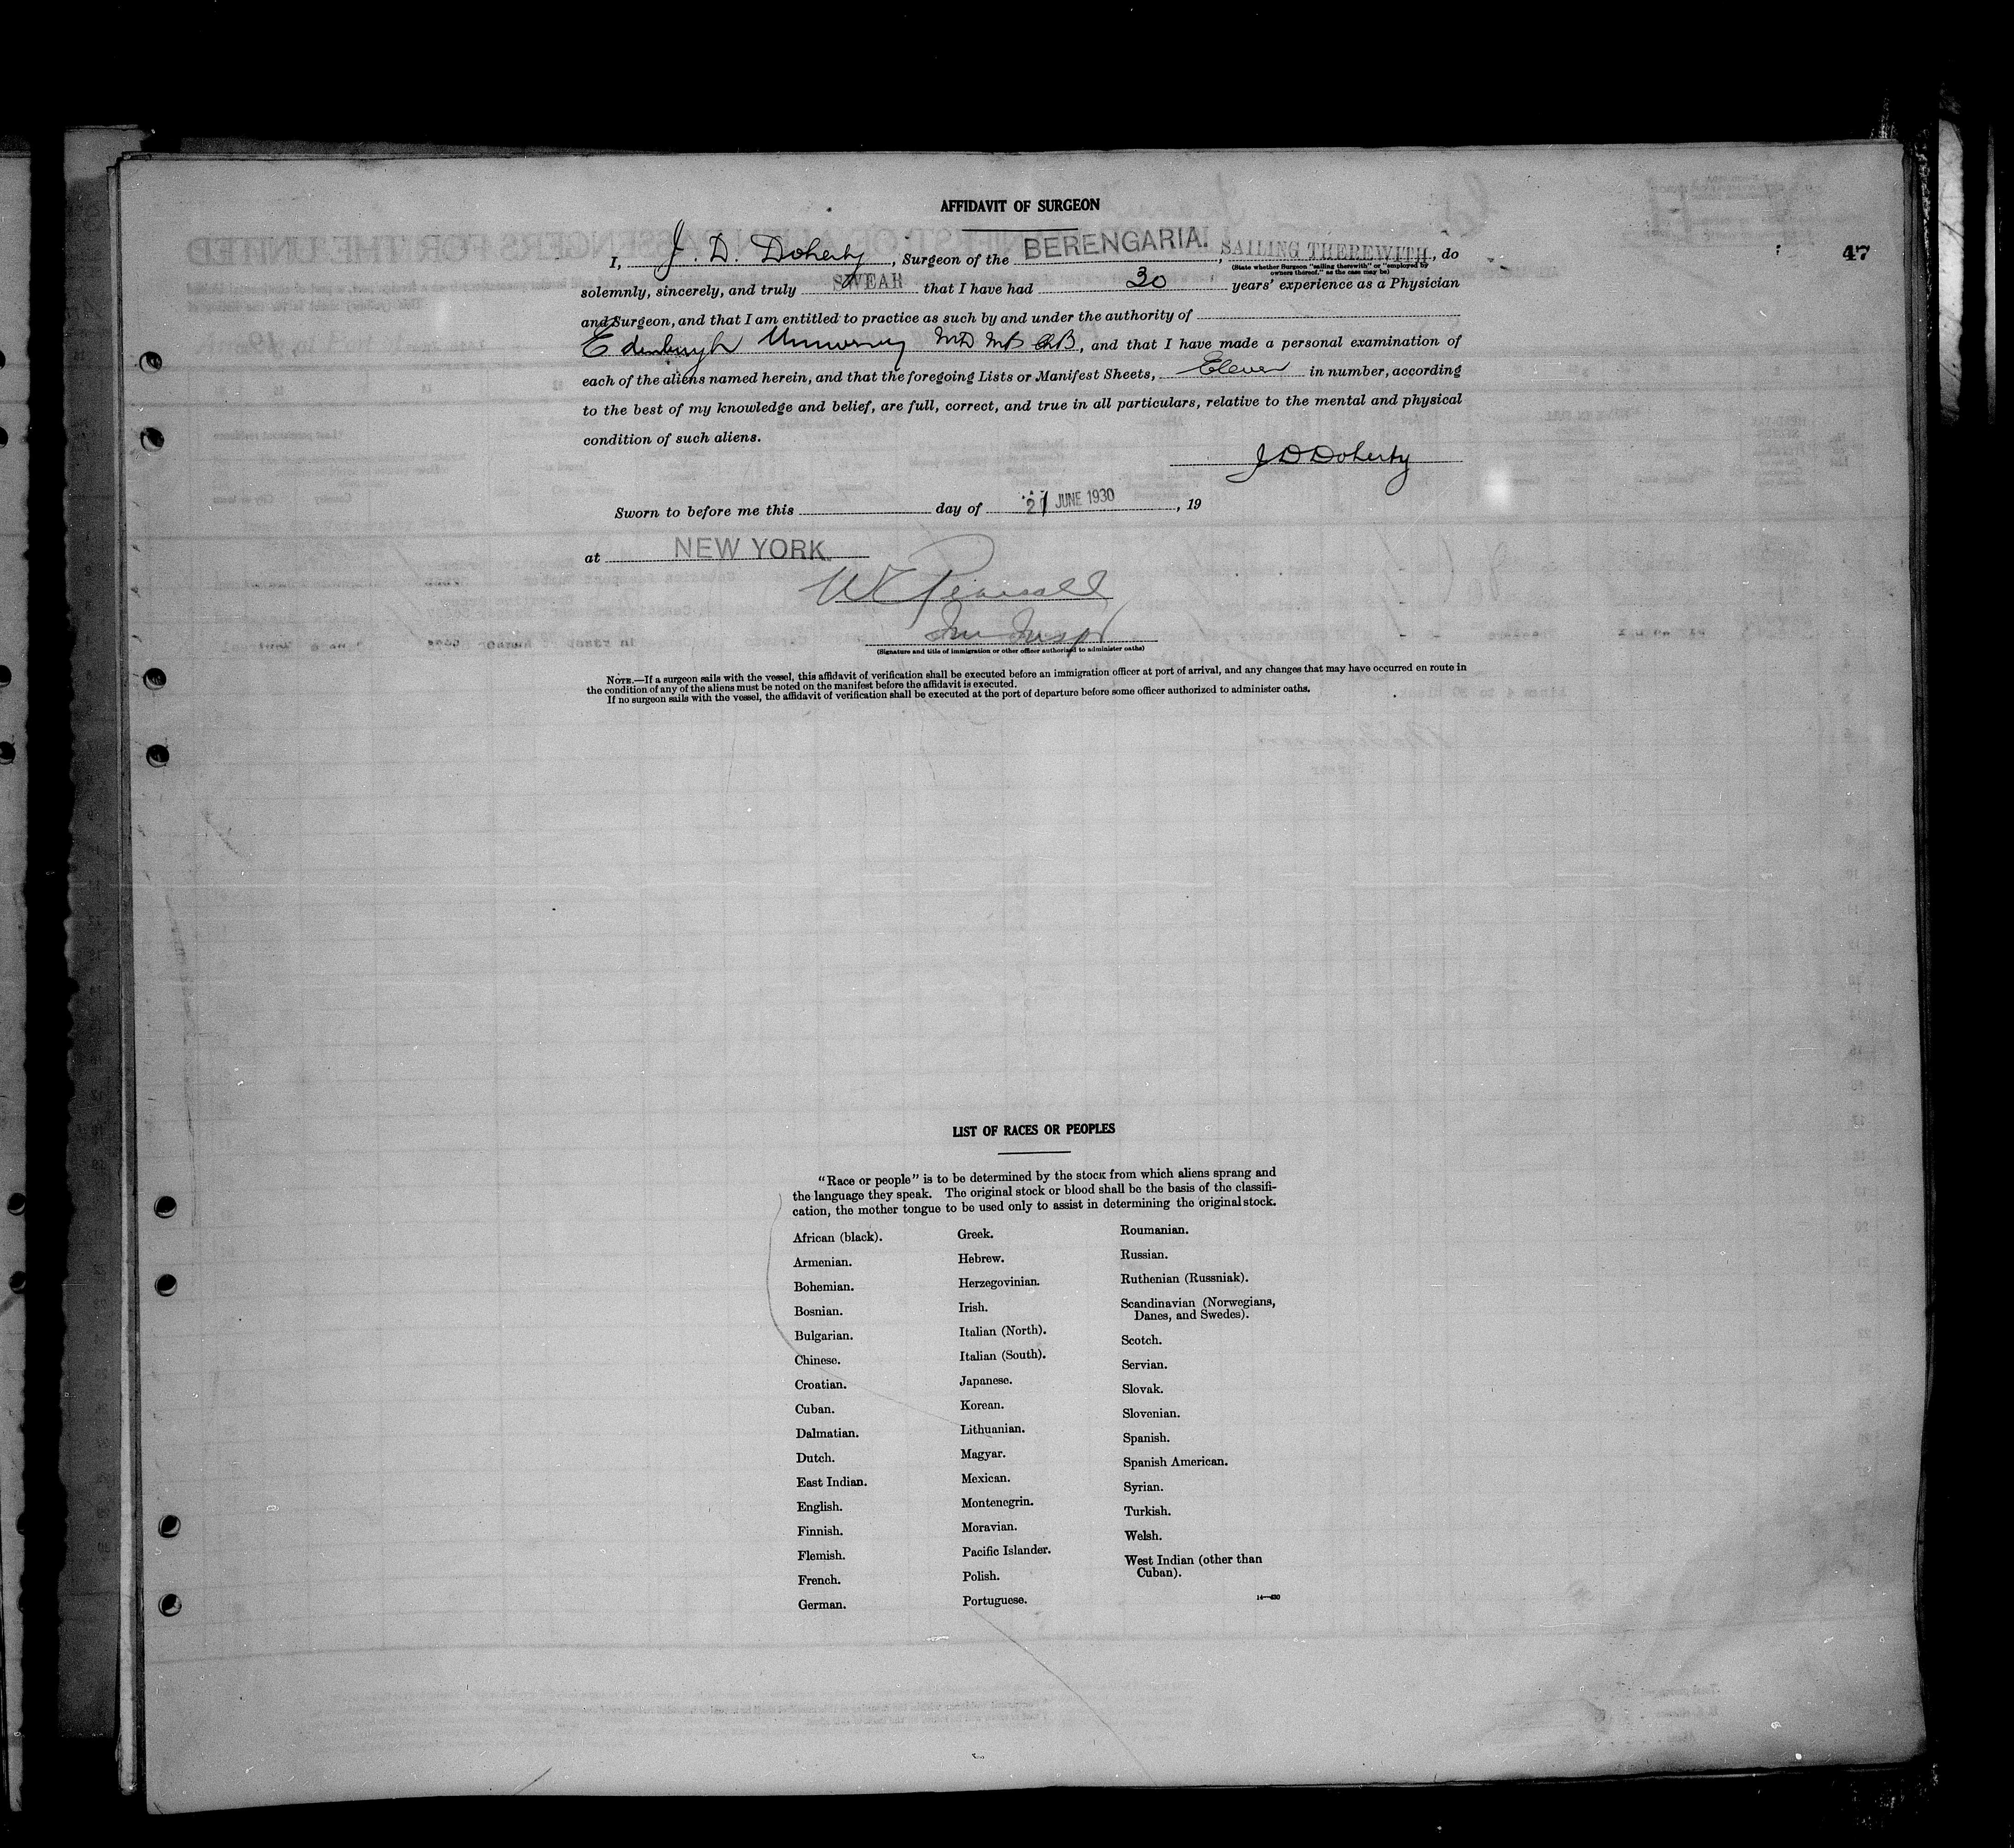 AFFIDAVIT OF SURGEON
47
I, J. D. Doherty, Surgeon of the BERENGARIA. SAILING THEREWITH, do
(State whether Surgeon "sailing therewith" or "employed by
owners thereof," as the case may be)
solemnly, sincerely, and truly SWEAR that I have had 30 years' experience as a Physician
and Surgeon, and that I am entitled to practice as such by and under the authority of
Edinburgh University MD MB ChB, and that I have made a personal examination of
each of the aliens named herein, and that the foregoing Lists or Manifest Sheets, Eleven in number, according
to the best of my knowledge and belief, are full, correct, and true in all particulars, relative to the mental and physical
condition of such aliens.
J D Doherty
Sworn to before me this day of 21 JUNE 1930, 19
at NEW YORK
Imm Inspr
(Signature and title of immigration or other officer authorized to administer oaths)
NOTE.—If a surgeon sails with the vessel, this affidavit of verification shall be executed before an immigration officer at port of arrival, and any changes that may have occurred en route in
the condition of any of the aliens must be noted on the manifest before the affidavit is executed.
If no surgeon sails with the vessel, the affidavit of verification shall be executed at the port of departure before some officer authorized to administer oaths.
LIST OF RACES OR PEOPLES
"Race or people" is to be determined by the stock from which aliens sprang and
the language they speak. The original stock or blood shall be the basis of the classifi-
cation, the mother tongue to be used only to assist in determining the original stock.
African (black).
Armenian.
Bohemian.
Bosnian.
Bulgarian.
Chinese.
Croatian.
Cuban.
Dalmatian.
Dutch.
East Indian.
English.
Finnish.
Flemish.
French.
German.
Greek.
Hebrew.
Herzegovinian.
Irish.
Italian (North).
Italian (South).
Japanese.
Korean.
Lithuanian.
Magyar.
Mexican.
Montenegrin.
Moravian.
Pacific Islander.
Polish.
Portuguese.
Roumanian.
Russian.
Ruthenian (Russniak).
Scandinavian (Norwegians,
Danes, and Swedes).
Scotch.
Servian.
Slovak.
Slovenian.
Spanish.
Spanish American.
Syrian.
Turkish.
Welsh.
West Indian (other than
Cuban).